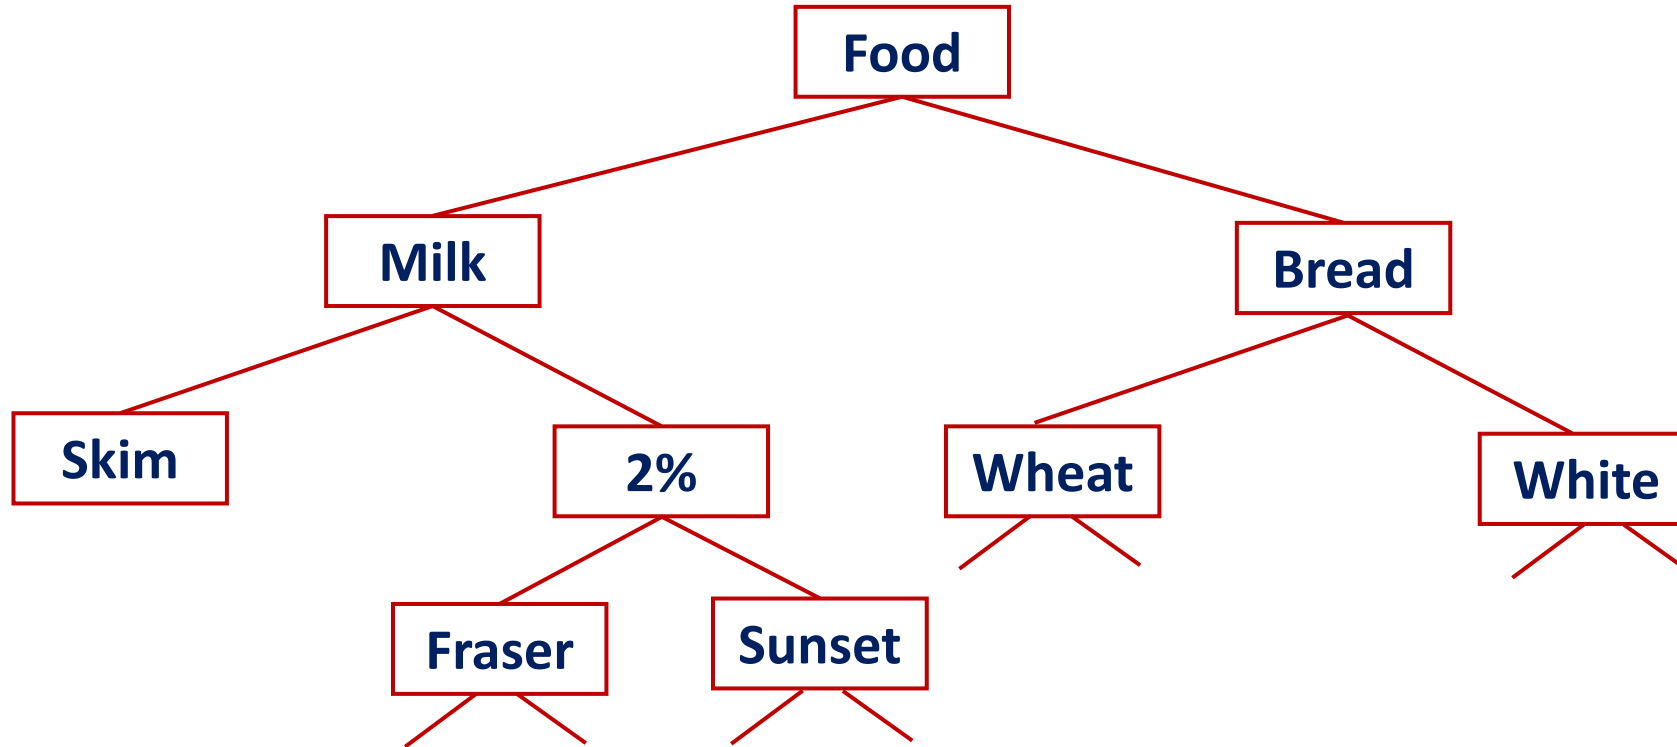 Food
Milk
Bread
Skim
2%
Wheat
White
Fraser
Sunset